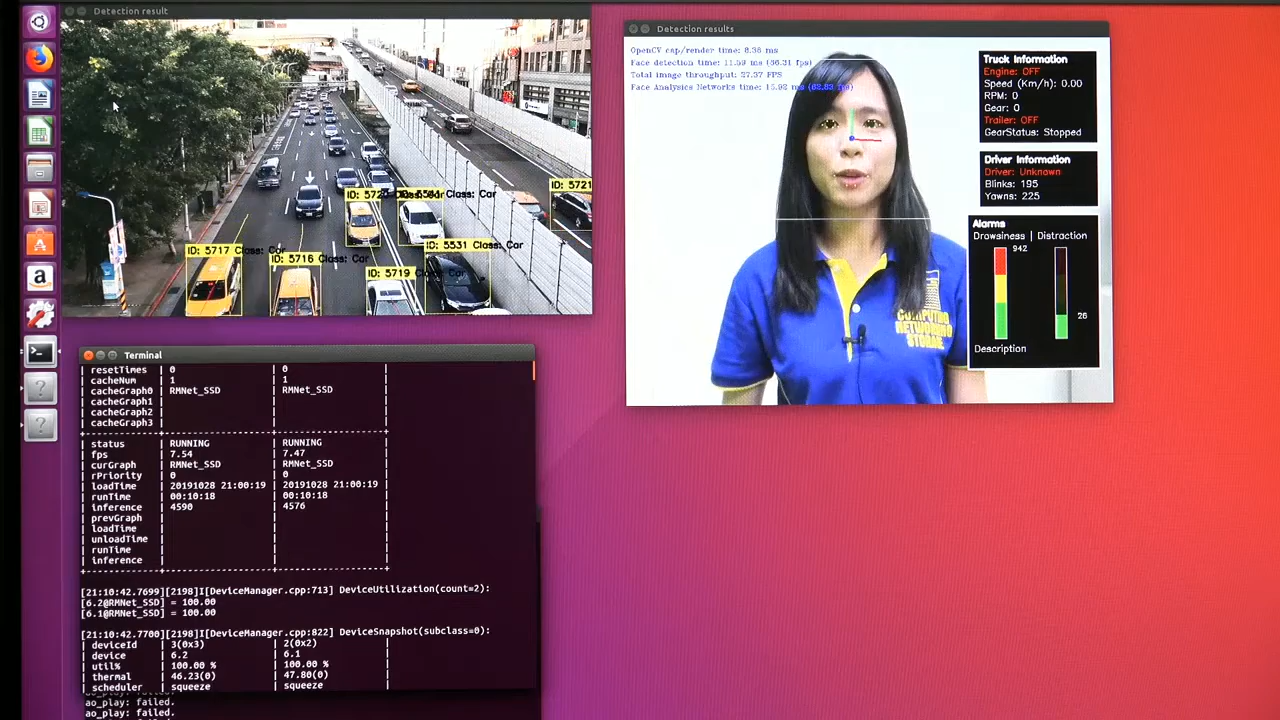 Detection result
ID: 5721
ID: 5531 Class: Car
ID: 5717 Class: Car
ID: 5716 Class: Car
ID: 5719 Class: Car
Detection results
OpenCV cap/render time: 8.38 ms
Face detection time:
Total image throughput: 27.37 FPS
Face Analysics Networks time:
Truck Information
Engine: OFF
Speed (Km/h): 0.00
RPM: 0
Gear: 0
Trailer: OFF
GearStatus: Stopped
Driver Information
Driver: Unknown
Blinks: 195
Yawns: 225
Alarms
Drowsiness | Distraction
942
26
Description
COMPUTING
NETWORKING
STORAGE
Terminal
| resetTimes | 0 | 0 |
| cacheNum | 1 | 1 |
| cacheGraph0 | RMNet_SSD | RMNet_SSD |
| cacheGraph1 | | |
| cacheGraph2 | | |
| cacheGraph3 | | |
| status | RUNNING | RUNNING |
| fps | 7.54 | 7.47 |
| curGraph | RMNet_SSD | RMNet_SSD |
| rPriority | 0 | 0 |
| loadTime | 20191028 21:00:19 | 20191028 21:00:19 |
| runTime | 00:10:18 | 00:10:18 |
| inference | 4590 | 4576 |
| prevGraph | | |
| loadTime | | |
| unloadTime | | |
| runTime | | |
| inference | | |
[21:10:42.7699][2198]I[DeviceManager.cpp:713] DeviceUtilization(count=2):
[6.2@RMNet_SSD] = 100.00
[6.1@RMNet_SSD] = 100.00
[21:10:42.7700][2198]I[DeviceManager.cpp:822] DeviceSnapshot(subclass=0):
| deviceId | 3(0x3) | 2(0x2) |
| device | 6.2 | 6.1 |
| util% | 100.00 % | 100.00 % |
| thermal | 46.23(0) | 47.80(0) |
| scheduler | squeeze | squeeze |
ao_play: failed.
ao_play: failed.